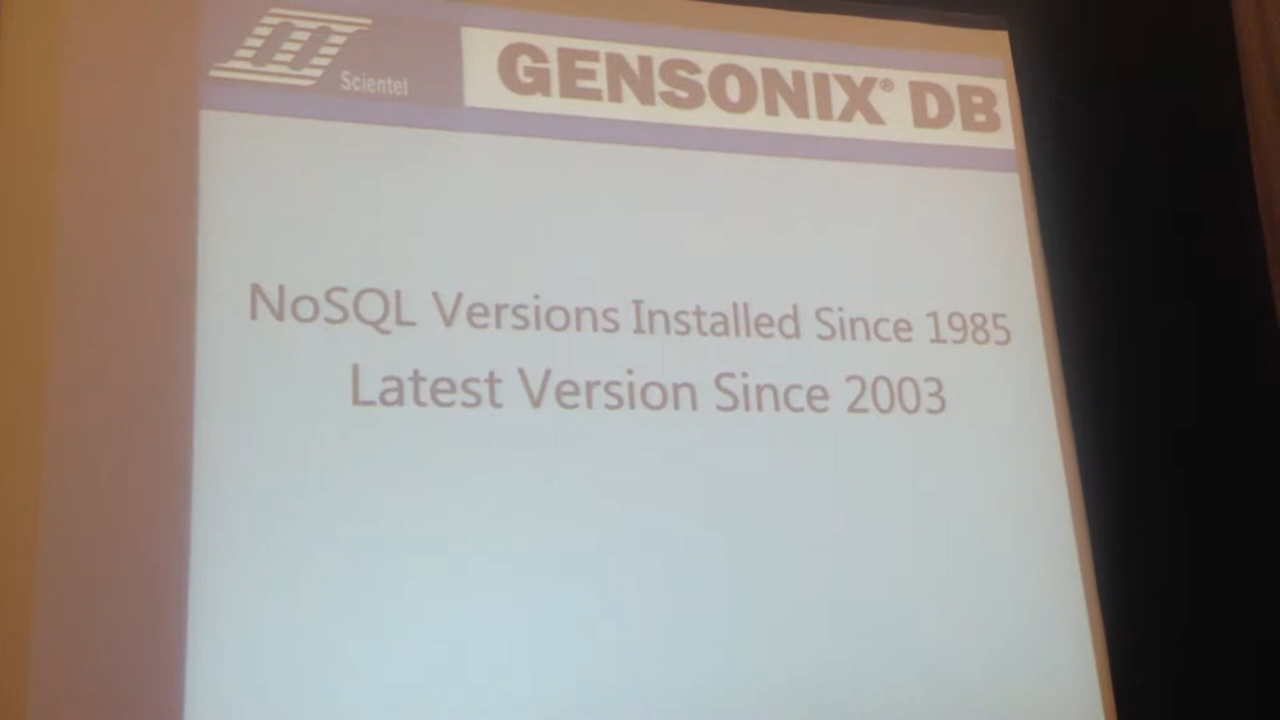 Scientel
GENSONIX® DB
NoSQL Versions Installed Since 1985
Latest Version Since 2003